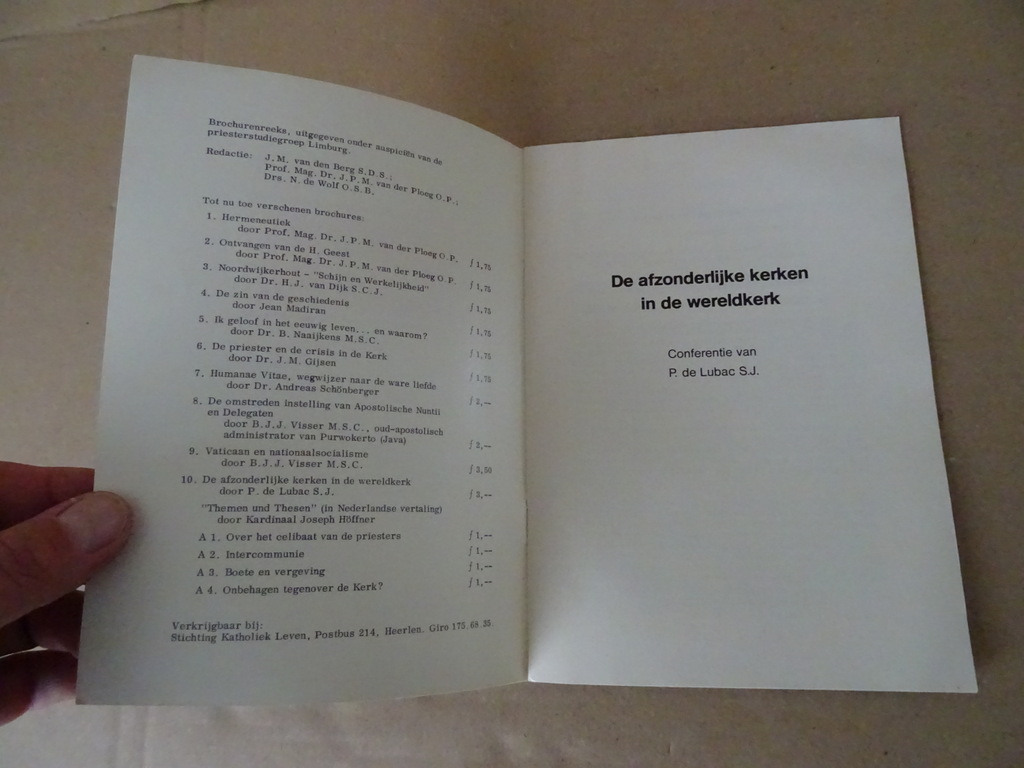 Brochurenreeks, uitgegeven onder auspiciën van de
priesterstudiegroep Limburg.
Redactie: J.M. van den Berg S.D.S.;
Prof. Mag. Dr. J.P.M. van der Ploeg O.P.;
Drs. N. de Wolf O.S.B.
Tot nu toe verschenen brochures:
1. Hermeneutiek
door Prof. Mag. Dr. J.P.M. van der Ploeg O.P. ƒ 1,75
2. Ontvangen van de H. Geest
door Prof. Mag. Dr. J.P.M. van der Ploeg O.P. ƒ 1,75
3. Noordwijkerhout - "Schijn en Werkelijkheid"
door Dr. H.J. van Dijk S.C.J. ƒ 1,75
4. De zin van de geschiedenis
door Jean Madiran ƒ 1,75
5. Ik geloof in het eeuwig leven... en waarom?
door Dr. B. Naaijkens M.S.C. ƒ 1,75
6. De priester en de crisis in de Kerk
door Dr. J.M. Gijsen ƒ 1,75
7. Humanae Vitae, wegwijzer naar de ware liefde
door Dr. Andreas Schönberger ƒ 2,--
8. De omstreden instelling van Apostolische Nuntii
en Delegaten
door B.J.J. Visser M.S.C., oud-apostolisch
administrator van Purwokerto (Java) ƒ 2,--
9. Vaticaan en nationaalsocialisme
door B.J.J. Visser M.S.C. ƒ 3,50
10. De afzonderlijke kerken in de wereldkerk
door P. de Lubac S.J. ƒ 2,--
"Themen und Thesen" (in Nederlandse vertaling)
door Kardinaal Joseph Höffner
A 1. Over het celibaat van de priesters ƒ 1,--
A 2. Intercommunie ƒ 1,--
A 3. Boete en vergeving ƒ 1,--
A 4. Onbehagen tegenover de Kerk? ƒ 1,--
Verkrijgbaar bij:
Stichting Katholiek Leven, Postbus 214, Heerlen. Giro 175.68.25.
De afzonderlijke kerken
in de wereldkerk
Conferentie van
P. de Lubac S.J.